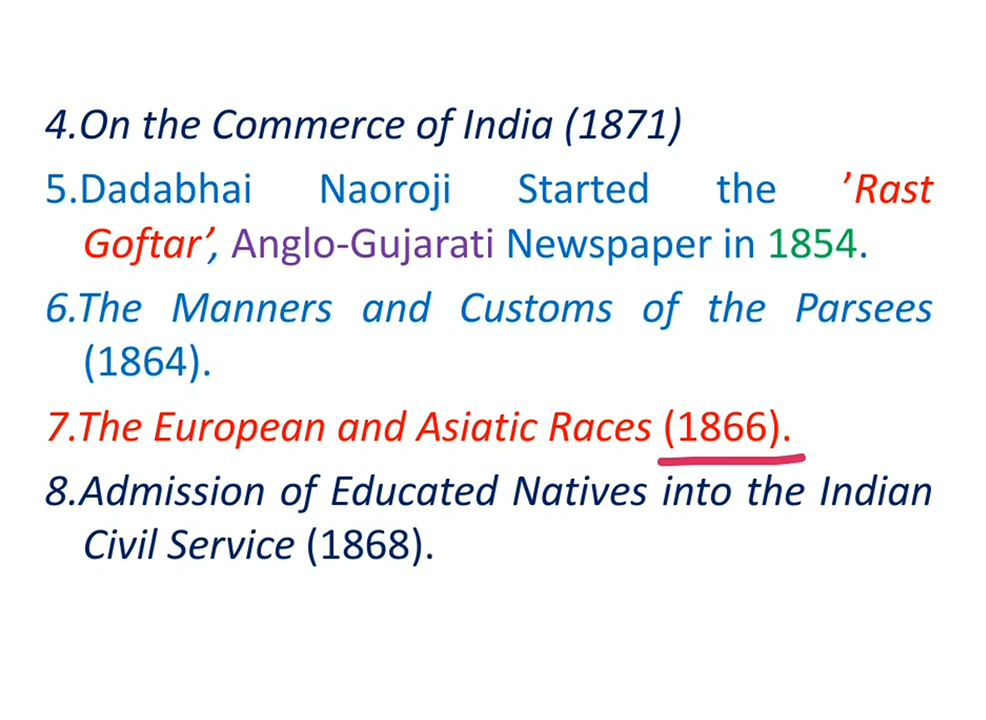 4.On the Commerce of India (1871)
5.Dadabhai Naoroji Started the ’Rast
Goftar’, Anglo-Gujarati Newspaper in 1854.
6.The Manners and Customs of the Parsees
(1864).
7.The European and Asiatic Races (1866).
8.Admission of Educated Natives into the Indian
Civil Service (1868).